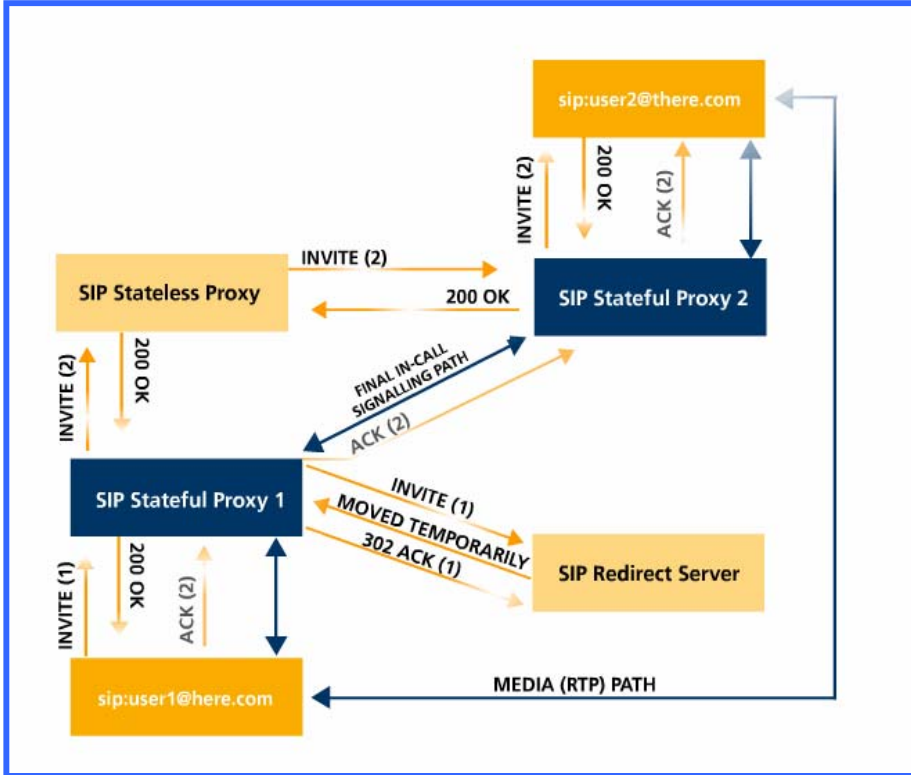 sip:user2@there.com
INVITE (2)
200 OK
ACK (2)
INVITE (2)
SIP Stateless Proxy
200 OK
SIP Stateful Proxy 2
INVITE (2)
200 OK
FINAL IN-CALL
SIGNALLING PATH
ACK (2)
SIP Stateful Proxy 1
INVITE (1)
MOVED TEMPORARILY
302 ACK (1)
SIP Redirect Server
INVITE (1)
200 OK
ACK (2)
sip:user1@here.com
MEDIA (RTP) PATH